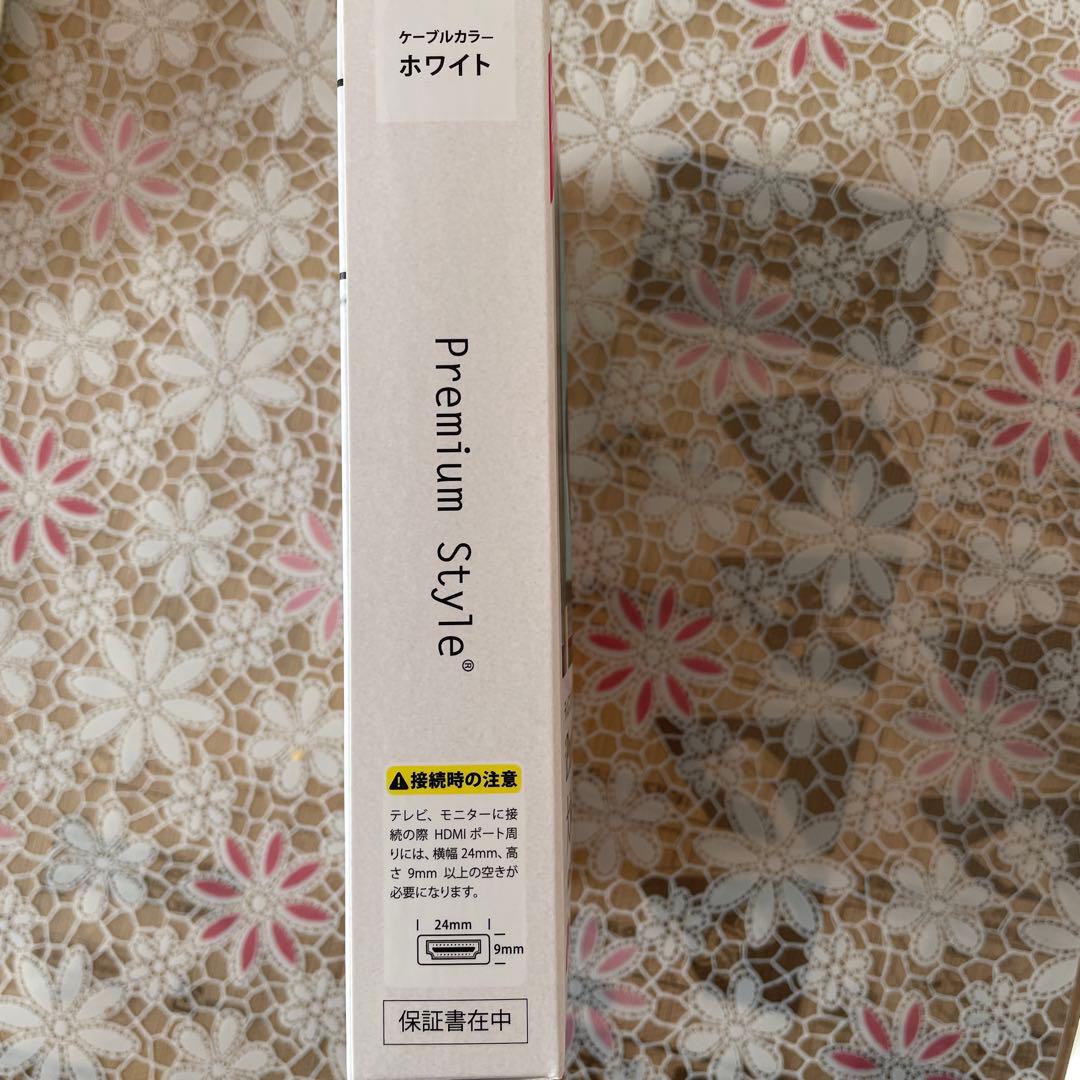 ケーブルカラー
ホワイト
Premium Style®
接続時の注意
テレビ、モニターに接
続の際 HDMI ポート周
りには、横幅 24mm、高
さ 9mm 以上の空きが
必要になります。
24mm
9mm
保証書在中